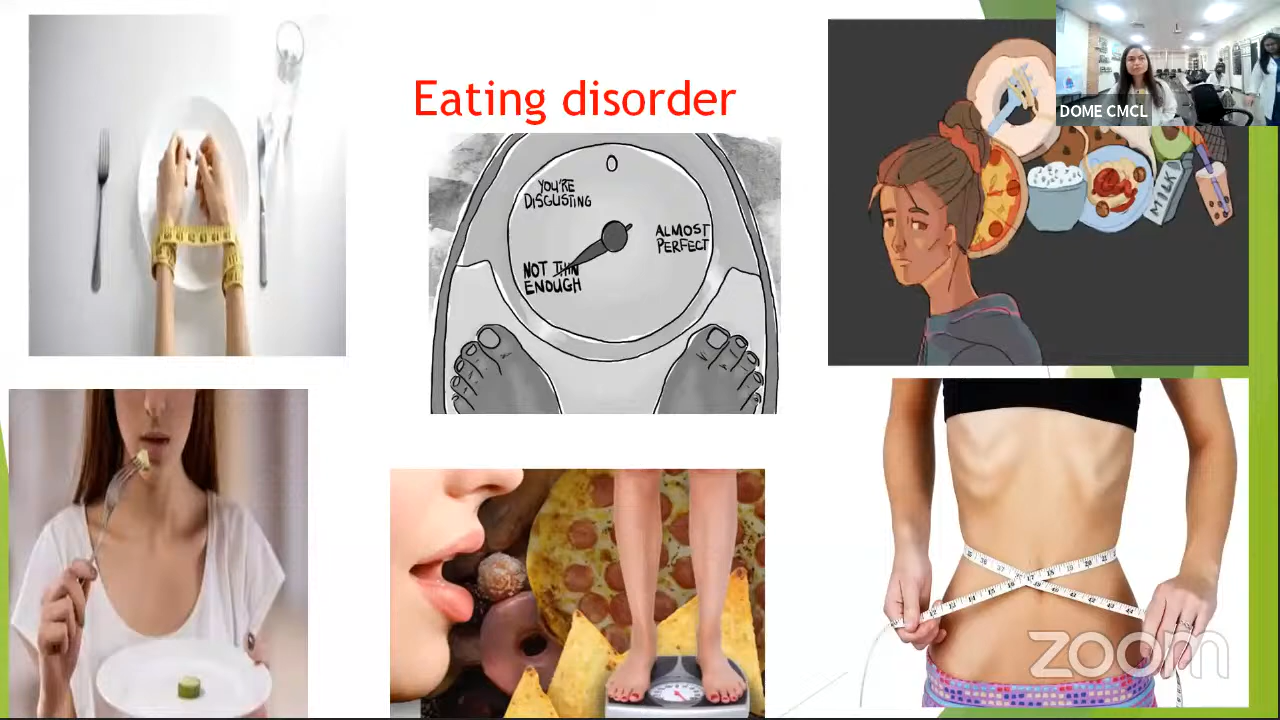 Eating disorder
DOME CMCL
0
YOU'RE
DISGUSTING
ALMOST
PERFECT
NOT THIN
ENOUGH
MILK
zoom